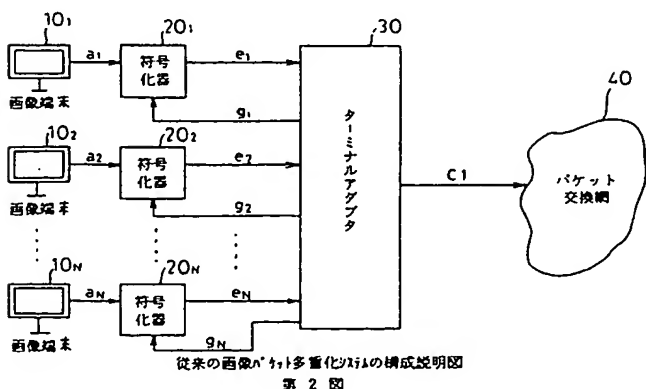 10₁
a₁
20₁
符号
化器
e₁
g₁
画像端末
10₂
a₂
20₂
符号
化器
e₂
g₂
画像端末
10N
aN
20N
符号
化器
eN
gN
画像端末
30
ターミナルアダプタ
C1
40
パケット
交換網
従来の画像パケット多重化システムの構成説明図
第 2 図